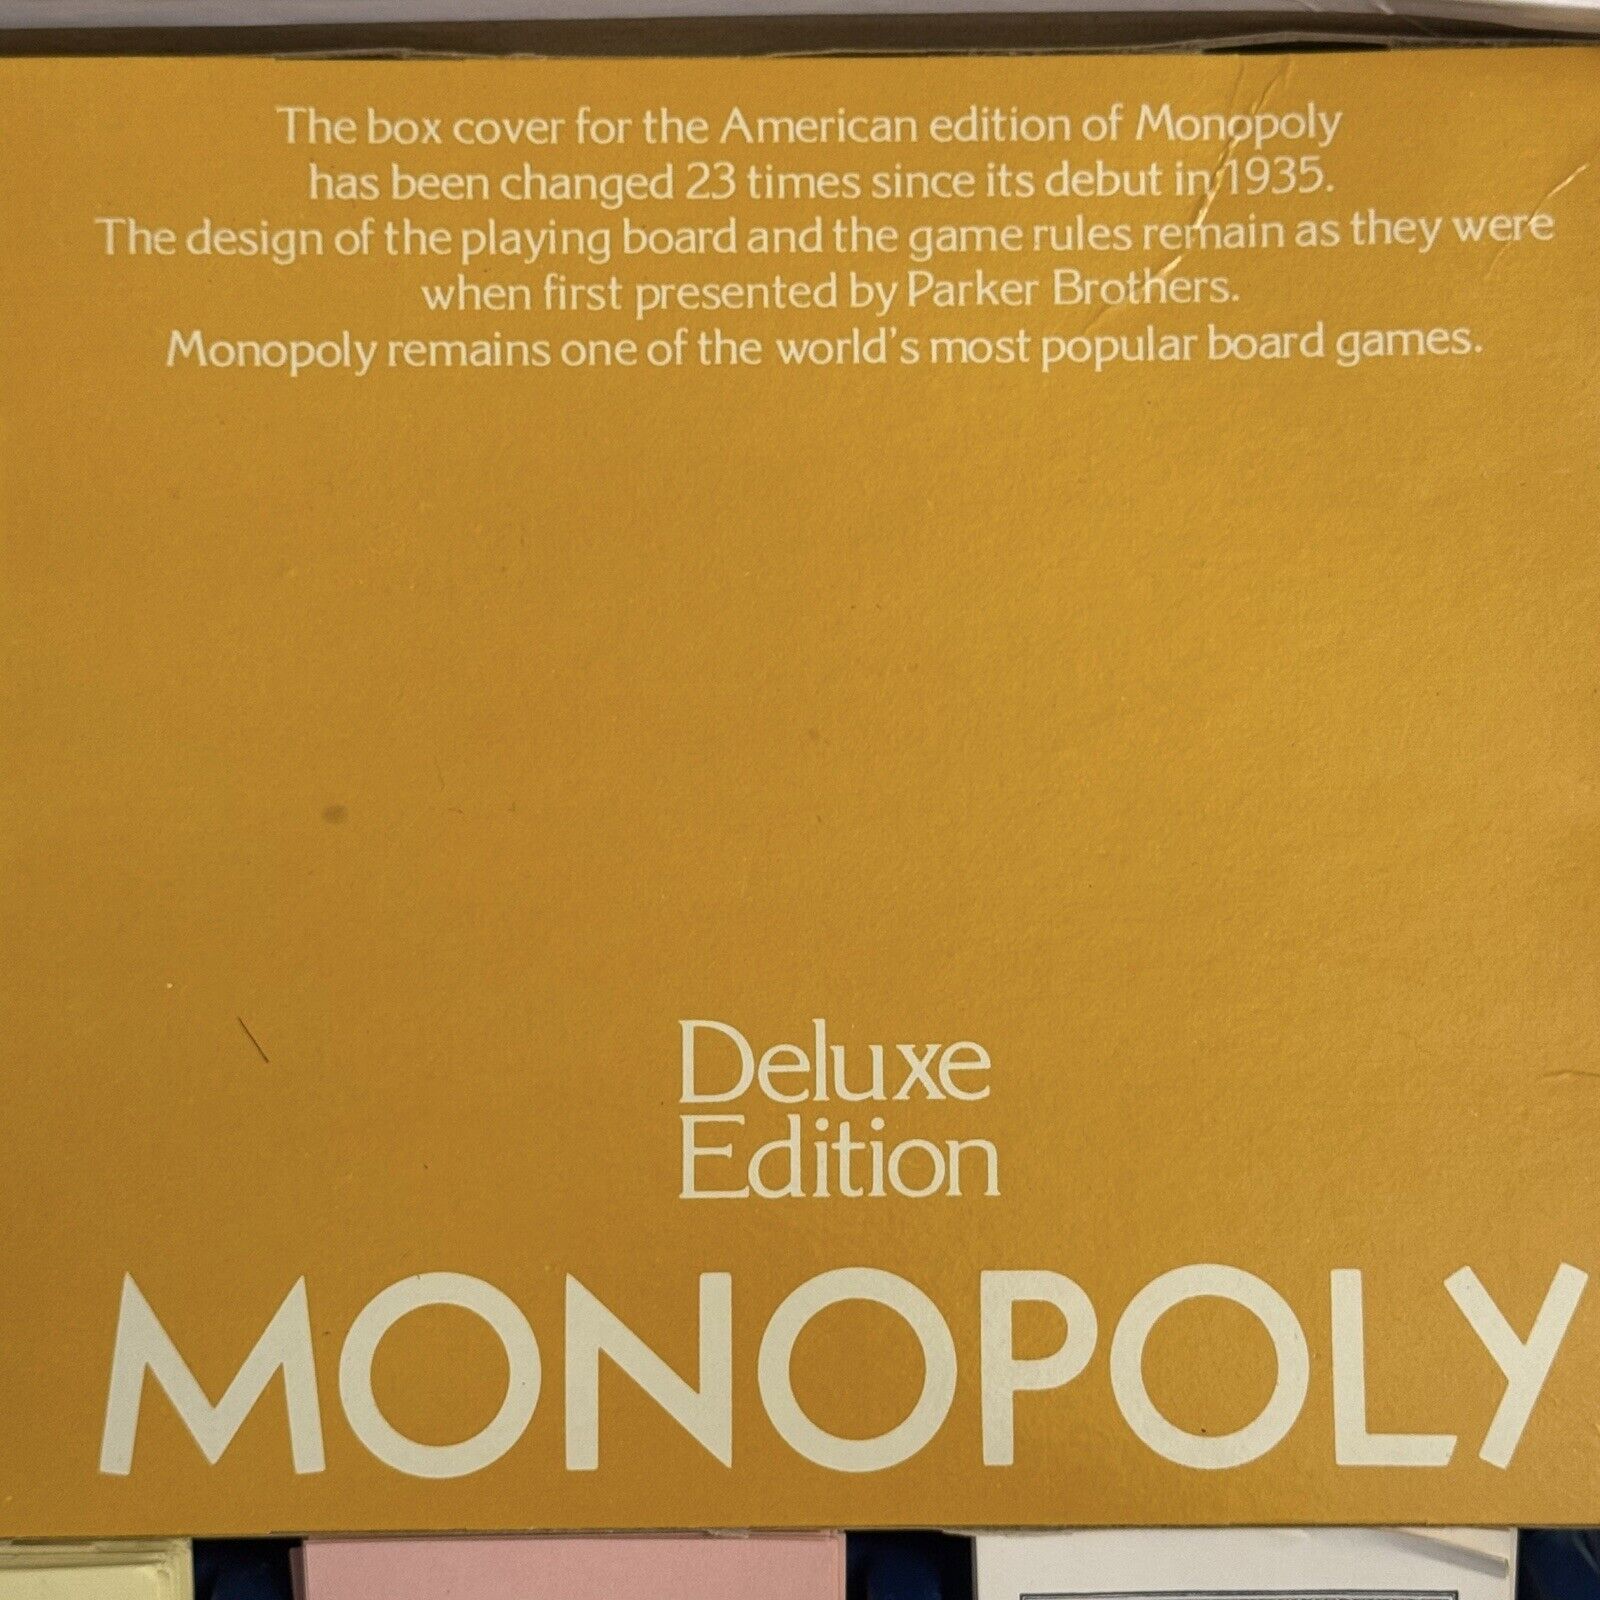 The box cover for the American edition of Monopoly
has been changed 23 times since its debut in 1935.
The design of the playing board and the game rules remain as they were
when first presented by Parker Brothers.
Monopoly remains one of the world's most popular board games.
Deluxe
Edition
MONOPOLY